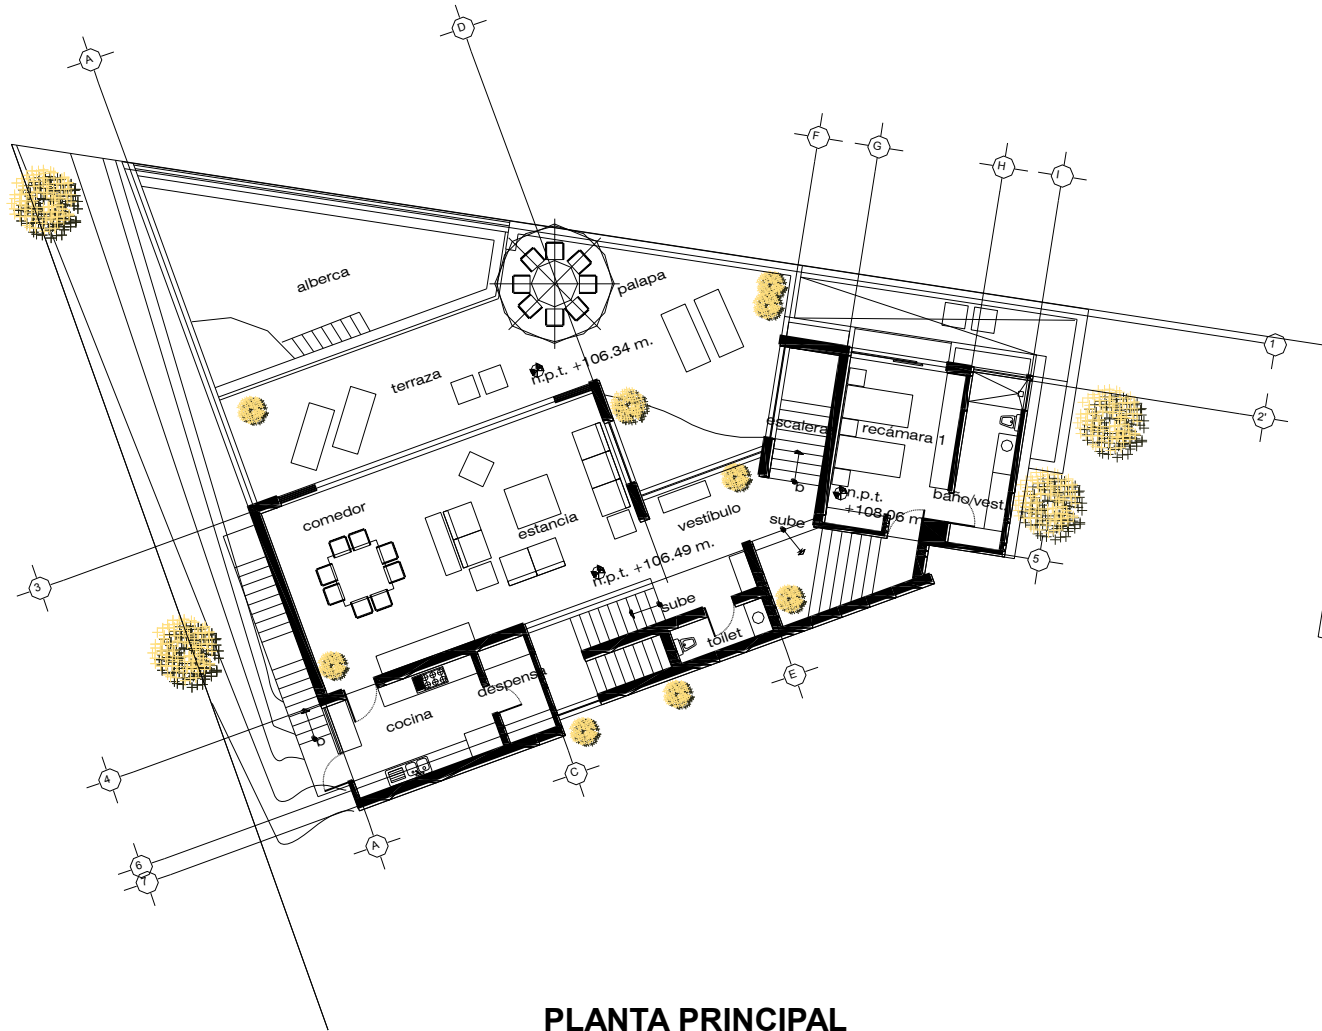 D
A
F
G
H
I
alberca
palapa
1
n.p.t. +106.34 m.
terraza
2'
escalera
recámara 1
b
n.p.t.
+108.06 m
baño/vest.
comedor
estancia
vestíbulo
sube
n.p.t. +106.49 m.
5
3
sube
toilet
E
despensa
cocina
b
4
C
A
6
7
PLANTA PRINCIPAL